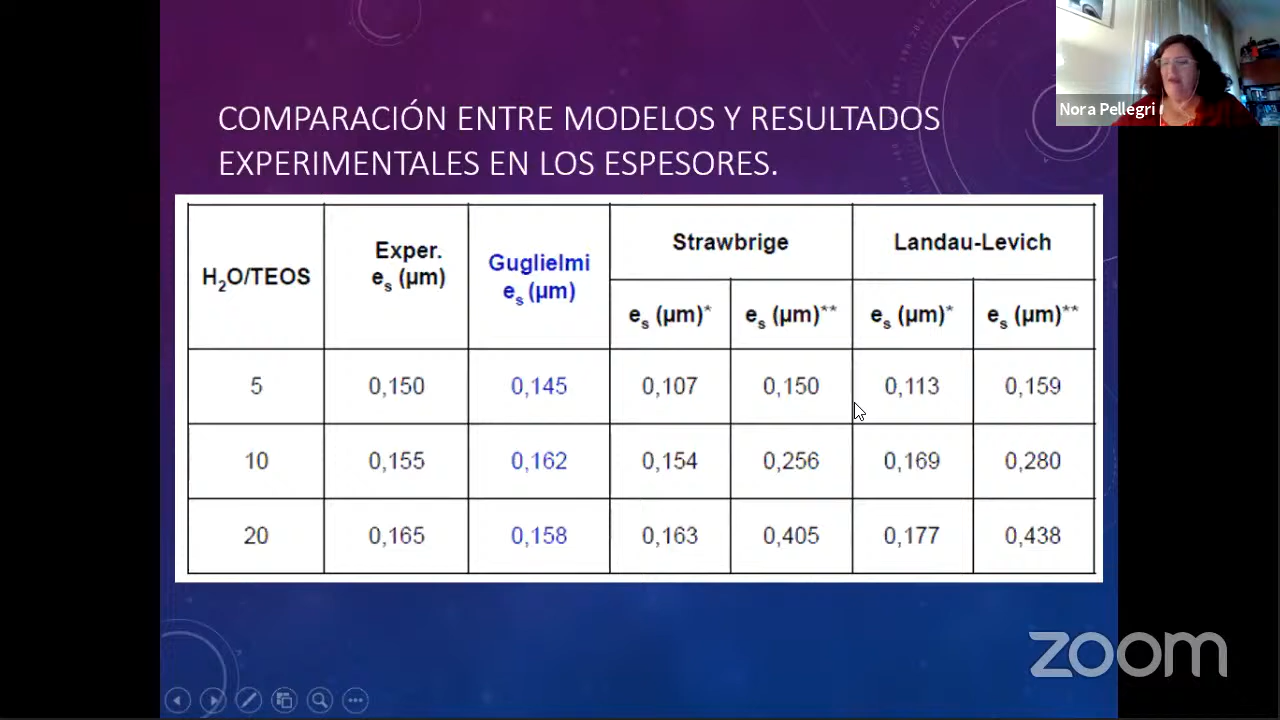 Nora Pellegri
COMPARACIÓN ENTRE MODELOS Y RESULTADOS
EXPERIMENTALES EN LOS ESPESORES.
H2O/TEOS
Exper.
es (µm)
Guglielmi
es (µm)
Strawbrige
Landau-Levich
es (µm)* es (µm)** es (µm)* es (µm)**
5 0,150 0,145 0,107 0,150 0,113 0,159
10 0,155 0,162 0,154 0,256 0,169 0,280
20 0,165 0,158 0,163 0,405 0,177 0,438
zoom